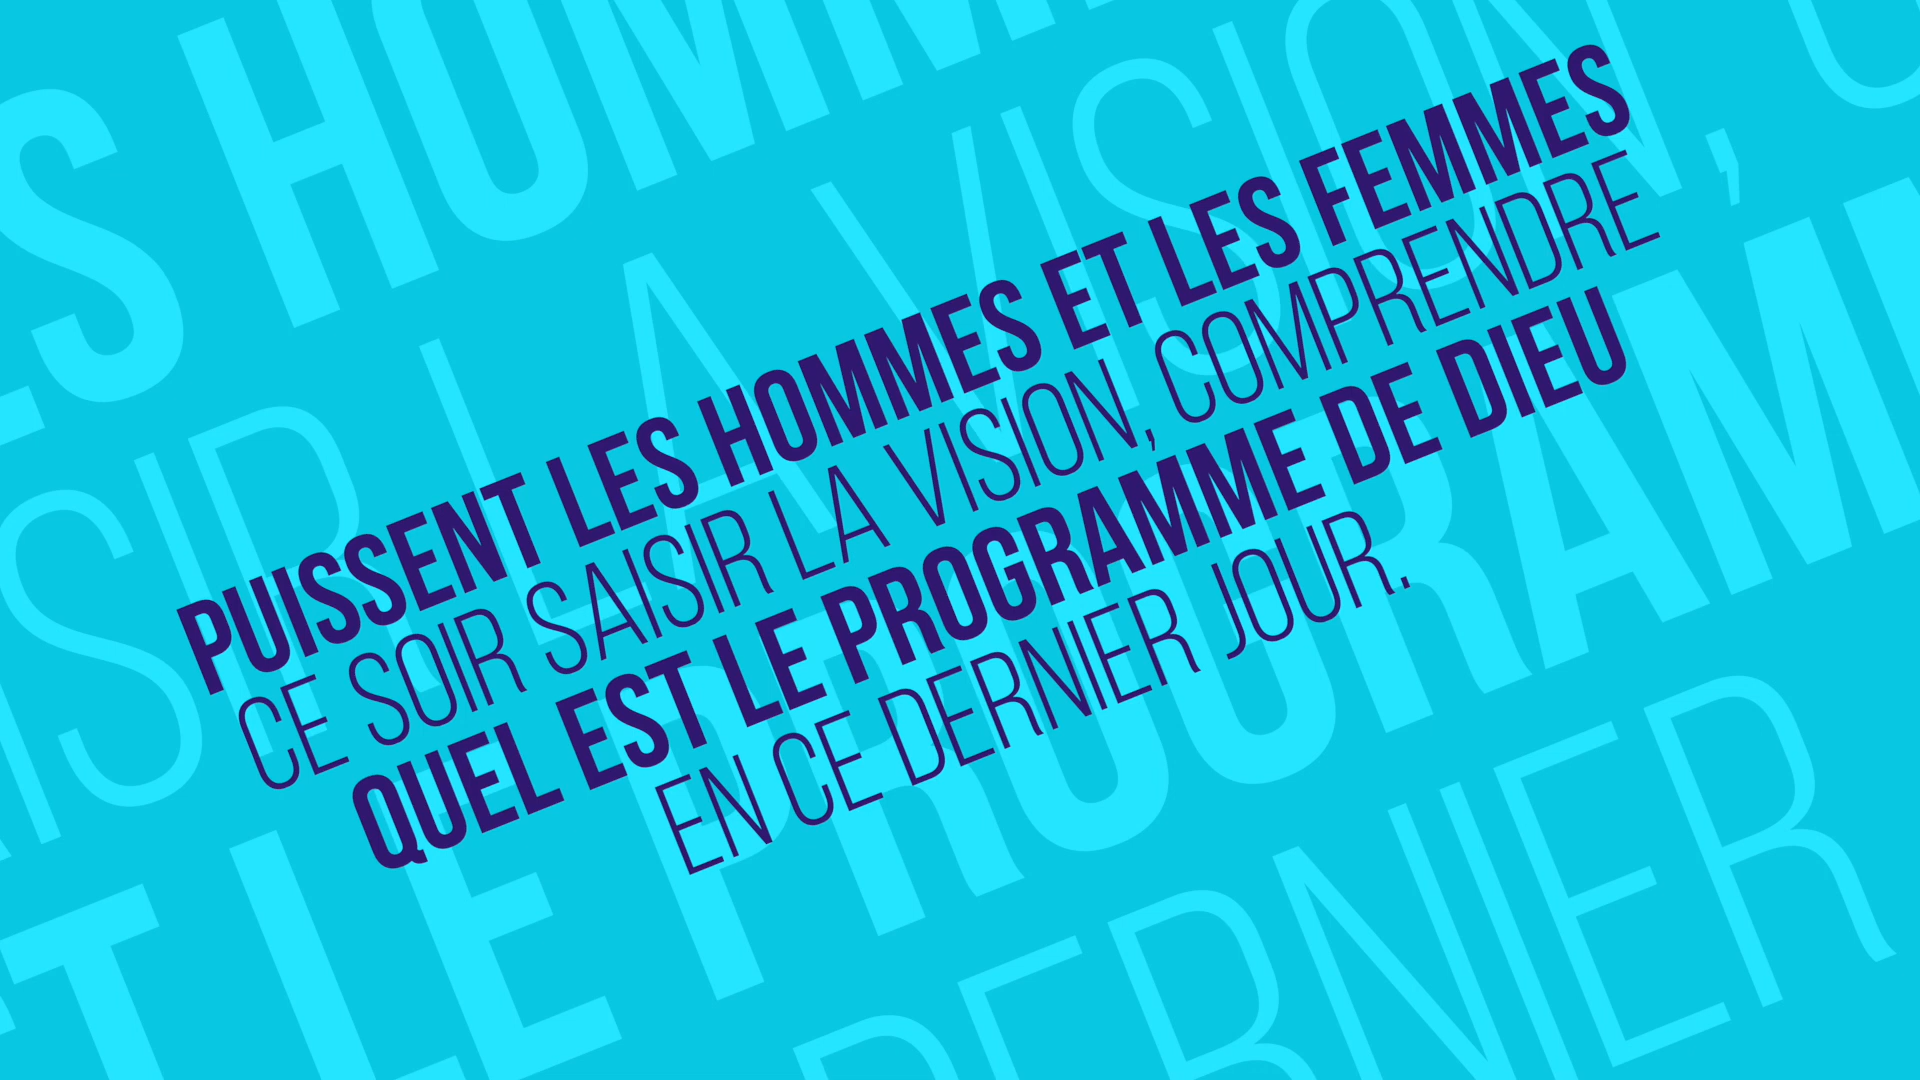 PUISSENT LES HOMMES ET LES FEMMES
CE SOIR SAISIR LA VISION, COMPRENDRE
QUEL EST LE PROGRAMME DE DIEU
EN CE DERNIER JOUR.